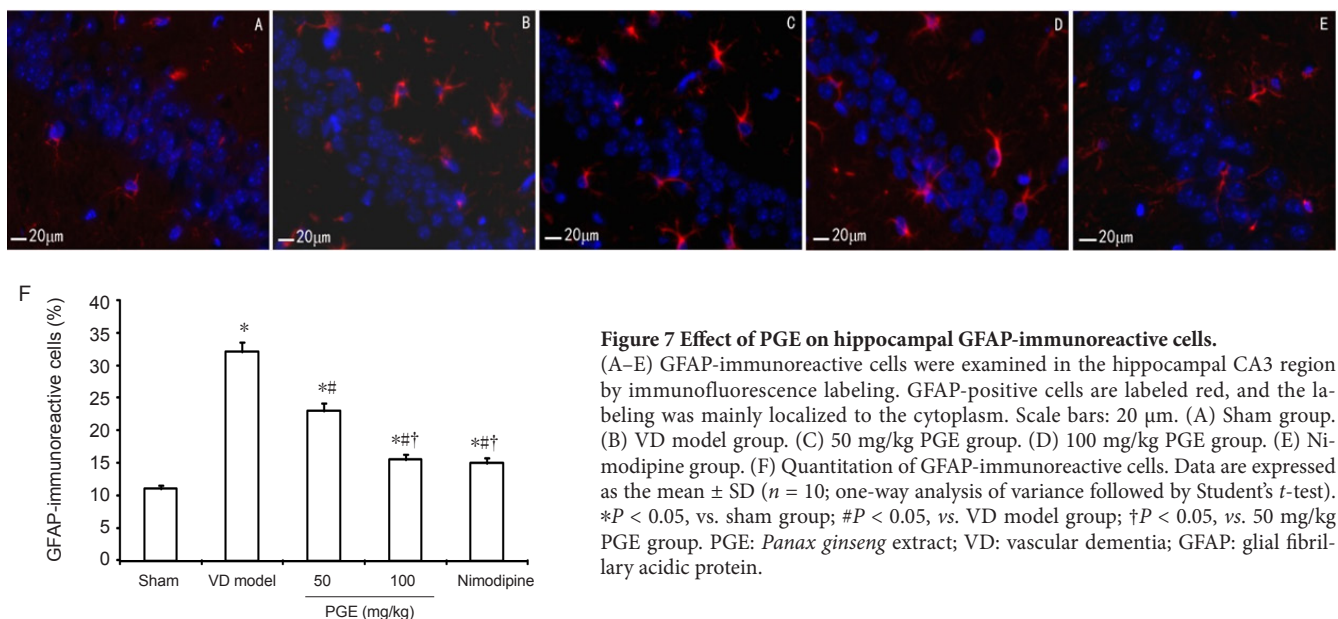 A
B
C
D
E
20μm
20μm
20μm
20μm
20μm
F
GFAP-immunoreactive cells (%)
40
35
30
25
20
15
10
5
0
*
*#
*#†
*#†
Sham
VD model
50
100
Nimodipine
PGE (mg/kg)
Figure 7 Effect of PGE on hippocampal GFAP-immunoreactive cells.
(A–E) GFAP-immunoreactive cells were examined in the hippocampal CA3 region
by immunofluorescence labeling. GFAP-positive cells are labeled red, and the la-
beling was mainly localized to the cytoplasm. Scale bars: 20 μm. (A) Sham group.
(B) VD model group. (C) 50 mg/kg PGE group. (D) 100 mg/kg PGE group. (E) Ni-
modipine group. (F) Quantitation of GFAP-immunoreactive cells. Data are expressed
as the mean ± SD (n = 10; one-way analysis of variance followed by Student's t-test).
*P < 0.05, vs. sham group; #P < 0.05, vs. VD model group; †P < 0.05, vs. 50 mg/kg
PGE group. PGE: Panax ginseng extract; VD: vascular dementia; GFAP: glial fibril-
lary acidic protein.